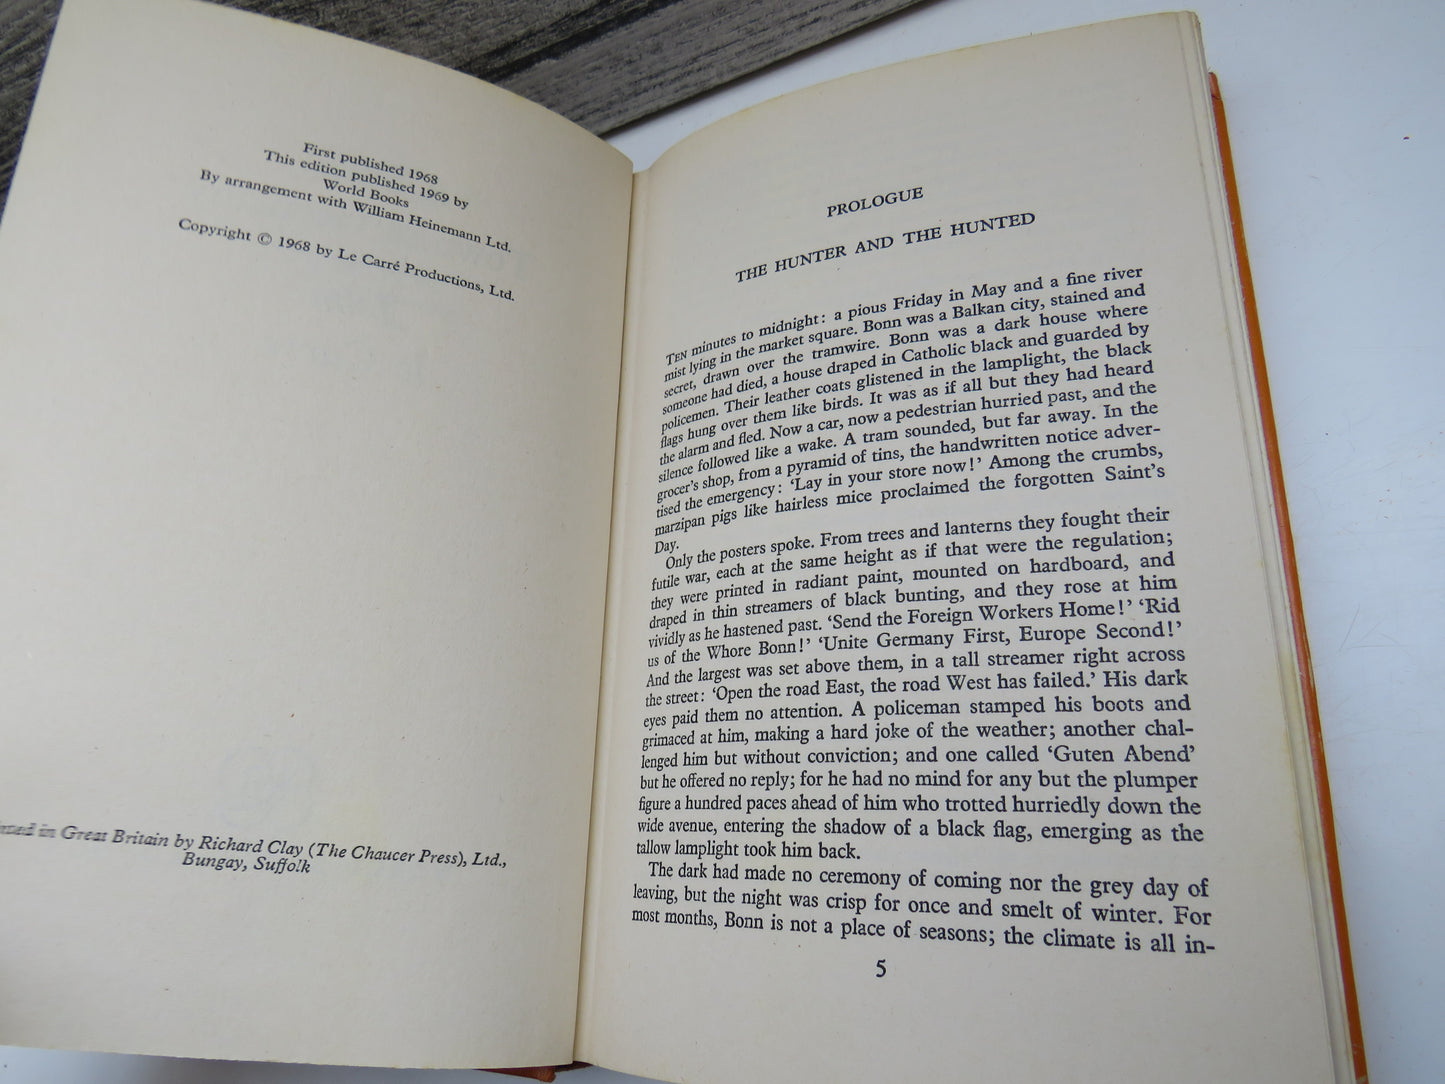 First published 1968
This edition published 1969 by
World Books
By arrangement with William Heinemann Ltd.
Copyright © 1968 by Le Carré Productions, Ltd.
in Great Britain by Richard Clay (The Chaucer Press), Ltd.,
Bungay, Suffolk
PROLOGUE
THE HUNTER AND THE HUNTED
TEN minutes to midnight: a pious Friday in May and a fine river
mist lying in the market square. Bonn was a Balkan city, stained and
secret, drawn over the tramwire. Bonn was a dark house where
someone had died, a house draped in Catholic black and guarded by
policemen. Their leather coats glistened in the lamplight, the black
flags hung over them like birds. It was as if all but they had heard
the alarm and fled. Now a car, now a pedestrian hurried past, and the
silence followed like a wake. A tram sounded, but far away. In the
grocer's shop, from a pyramid of tins, the handwritten notice adver-
tised the emergency: ‘Lay in your store now!’ Among the crumbs,
marzipan pigs like hairless mice proclaimed the forgotten Saint's
Day.
Only the posters spoke. From trees and lanterns they fought their
futile war, each at the same height as if that were the regulation;
they were printed in radiant paint, mounted on hardboard, and
draped in thin streamers of black bunting, and they rose at him
vividly as he hastened past. ‘Send the Foreign Workers Home!’ ‘Rid
us of the Whore Bonn!’ ‘Unite Germany First, Europe Second!’
And the largest was set above them, in a tall streamer right across
the street: ‘Open the road East, the road West has failed.’ His dark
eyes paid them no attention. A policeman stamped his boots and
grimaced at him, making a hard joke of the weather; another chal-
lenged him but without conviction; and one called ‘Guten Abend’
but he offered no reply; for he had no mind for any but the plumper
figure a hundred paces ahead of him who trotted hurriedly down the
wide avenue, entering the shadow of a black flag, emerging as the
tallow lamplight took him back.
The dark had made no ceremony of coming nor the grey day of
leaving, but the night was crisp for once and smelt of winter. For
most months, Bonn is not a place of seasons; the climate is all in-
5